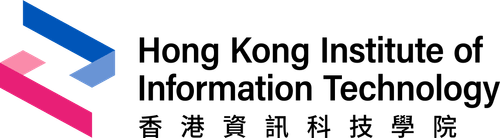 Hong Kong Institute of
Information Technology
香港資訊科技學院